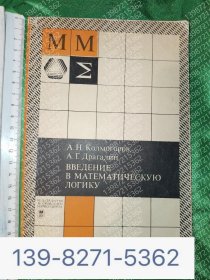 ММ
Σ
А.Н Колмогоров
А.Г. Драгалин
ВВЕДЕНИЕ
В МАТЕМАТИЧЕСКУЮ
ЛОГИКУ
139-8271-5362